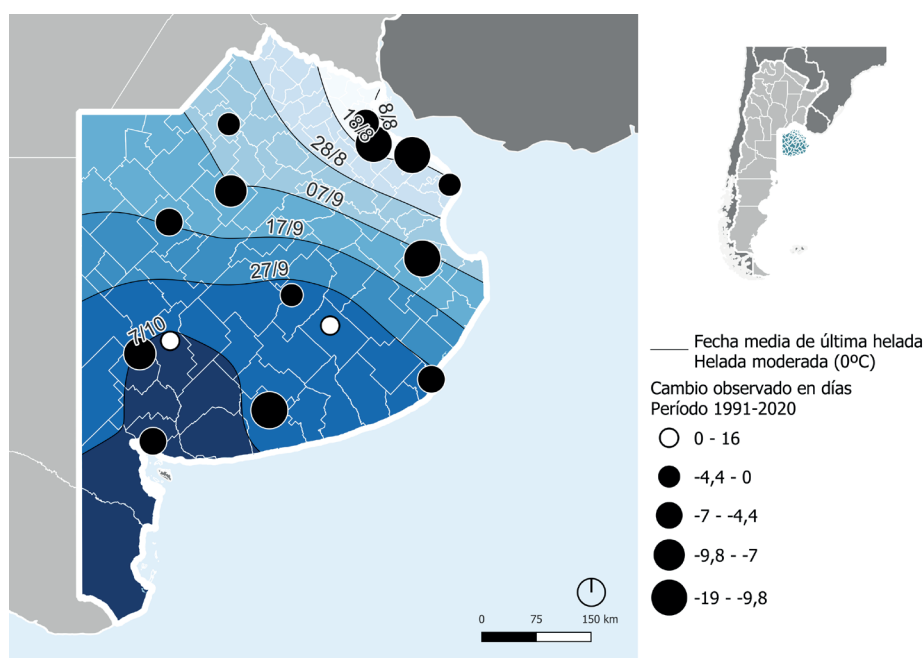 8/8
18/8
28/8
07/9
17/9
27/9
7/10
0 75 150 km
Fecha media de última helada
Helada moderada (0ºC)
Cambio observado en días
Período 1991-2020
0 - 16
-4,4 - 0
-7 - -4,4
-9,8 - -7
-19 - -9,8